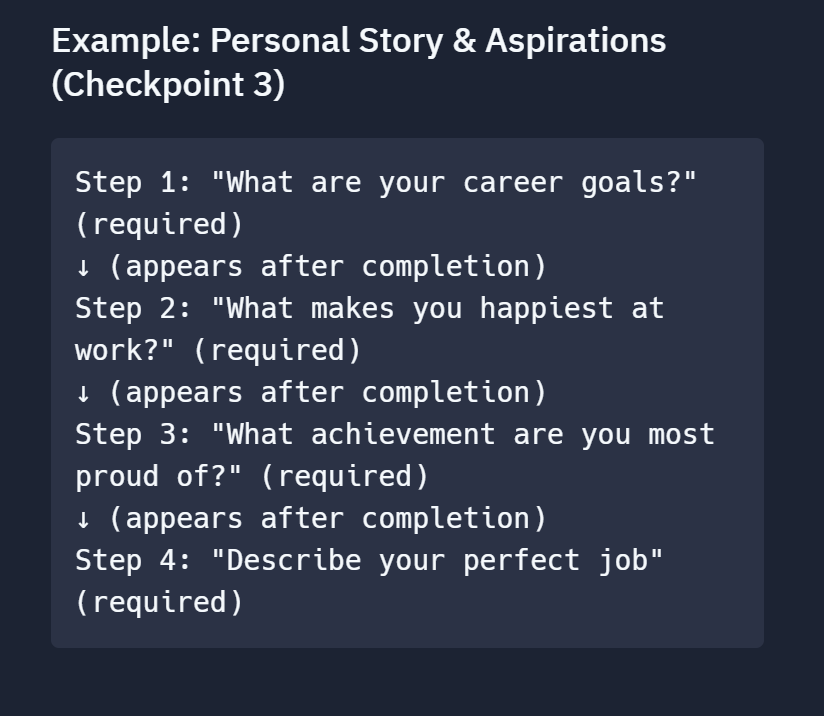 Example: Personal Story & Aspirations
(Checkpoint 3)
Step 1: "What are your career goals?"
(required)
↓ (appears after completion)
Step 2: "What makes you happiest at
work?" (required)
↓ (appears after completion)
Step 3: "What achievement are you most
proud of?" (required)
↓ (appears after completion)
Step 4: "Describe your perfect job"
(required)